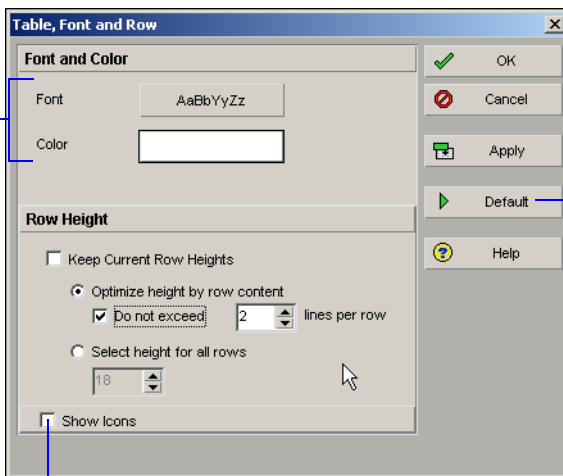 Table, Font and Row
Font and Color
Font
AaBbYyZz
Color
Row Height
Keep Current Row Heights
Optimize height by row content
Do not exceed 2 lines per row
Select height for all rows
18
Show Icons
OK
Cancel
Apply
Default
Help